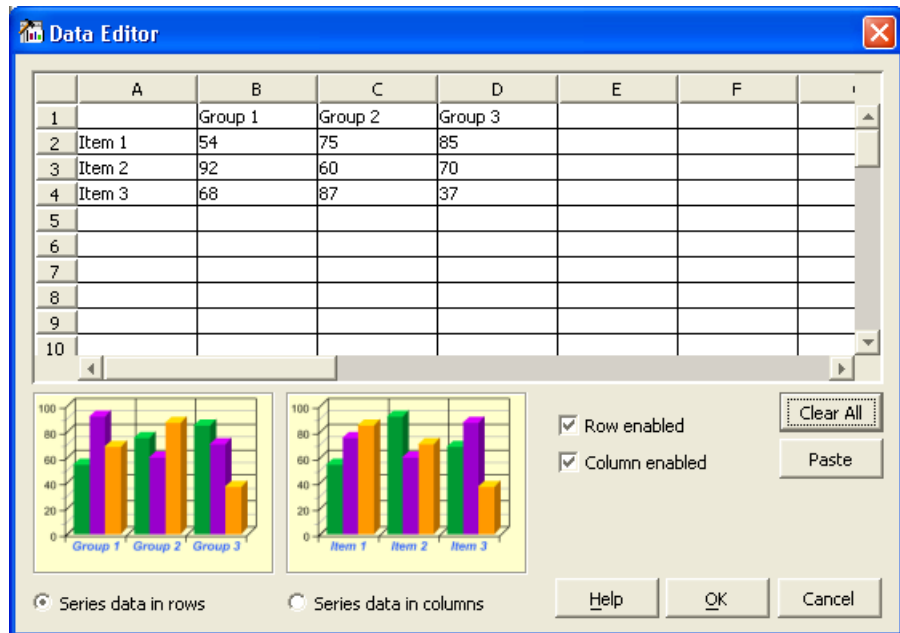 Data Editor
A B C D E F
1 Group 1 Group 2 Group 3
2 Item 1 54 75 85
3 Item 2 92 60 70
4 Item 3 68 87 37
5
6
7
8
9
10
100
80
60
40
20
0
Group 1 Group 2 Group 3
100
80
60
40
20
0
Item 1 Item 2 Item 3
Row enabled
Column enabled
Clear All
Paste
Series data in rows
Series data in columns
Help
OK
Cancel